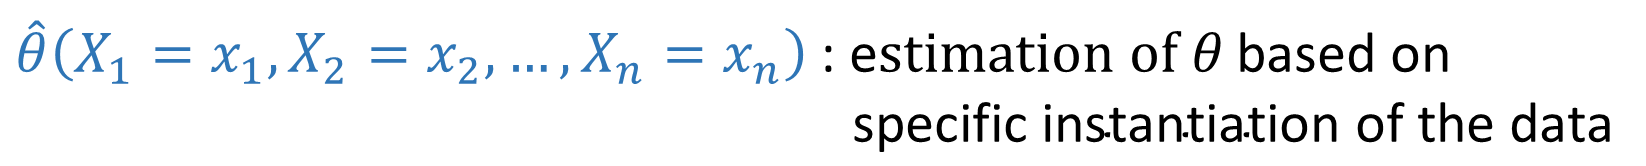 θ̂(X₁ = x₁, X₂ = x₂, … , Xₙ = xₙ) : estimation of θ based on
specific instantiation of the data